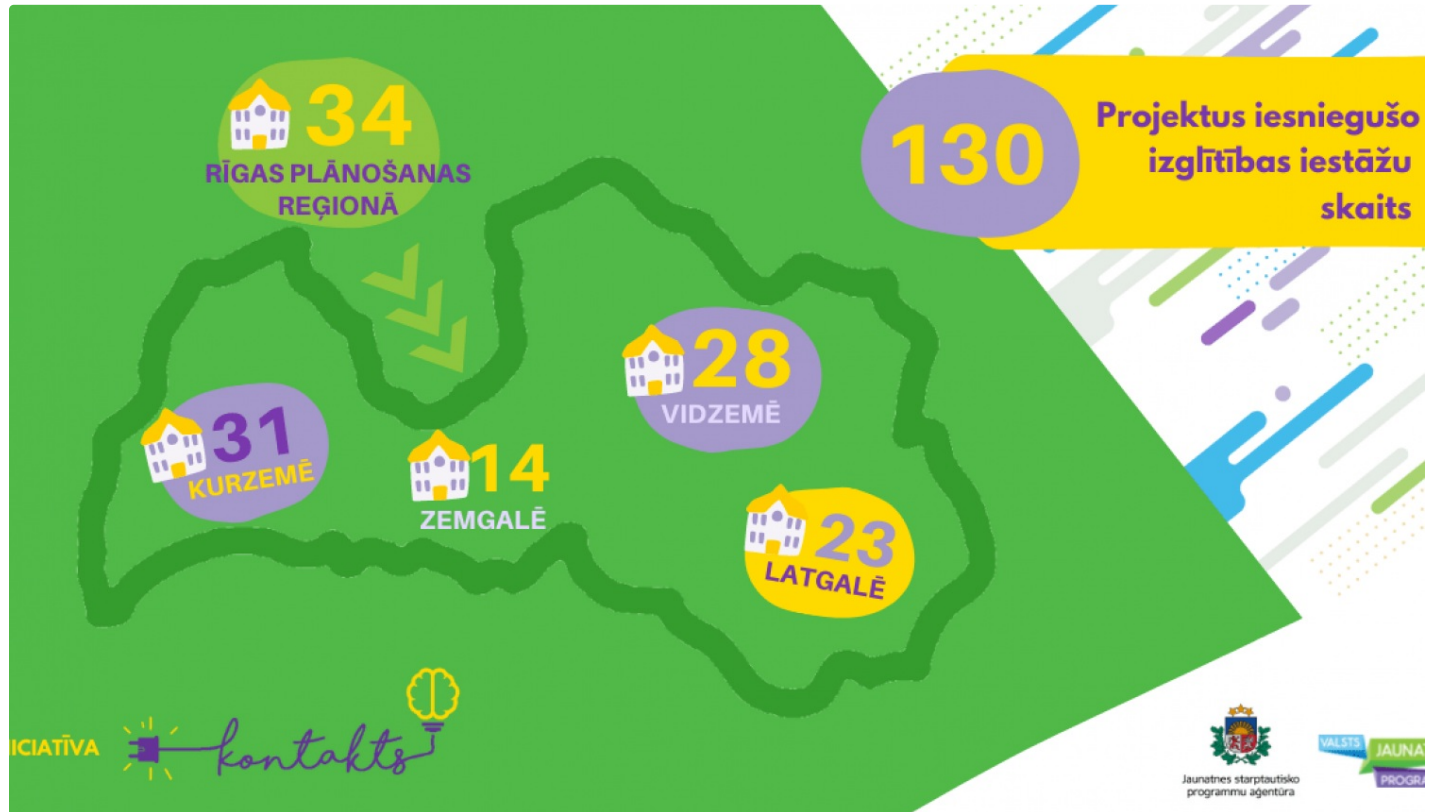 34
RĪGAS PLĀNOŠANAS
REĢIONĀ
130
Projektus iesniegušo
izglītības iestāžu
skaits
28
VIDZEMĒ
31
KURZEMĒ
14
ZEMGALĒ
23
LATGALĒ
ICIATĪVA
kontakts
Jaunatnes starptautisko
programmu aģentūra
VALSTS
JAUNA
PROGRA